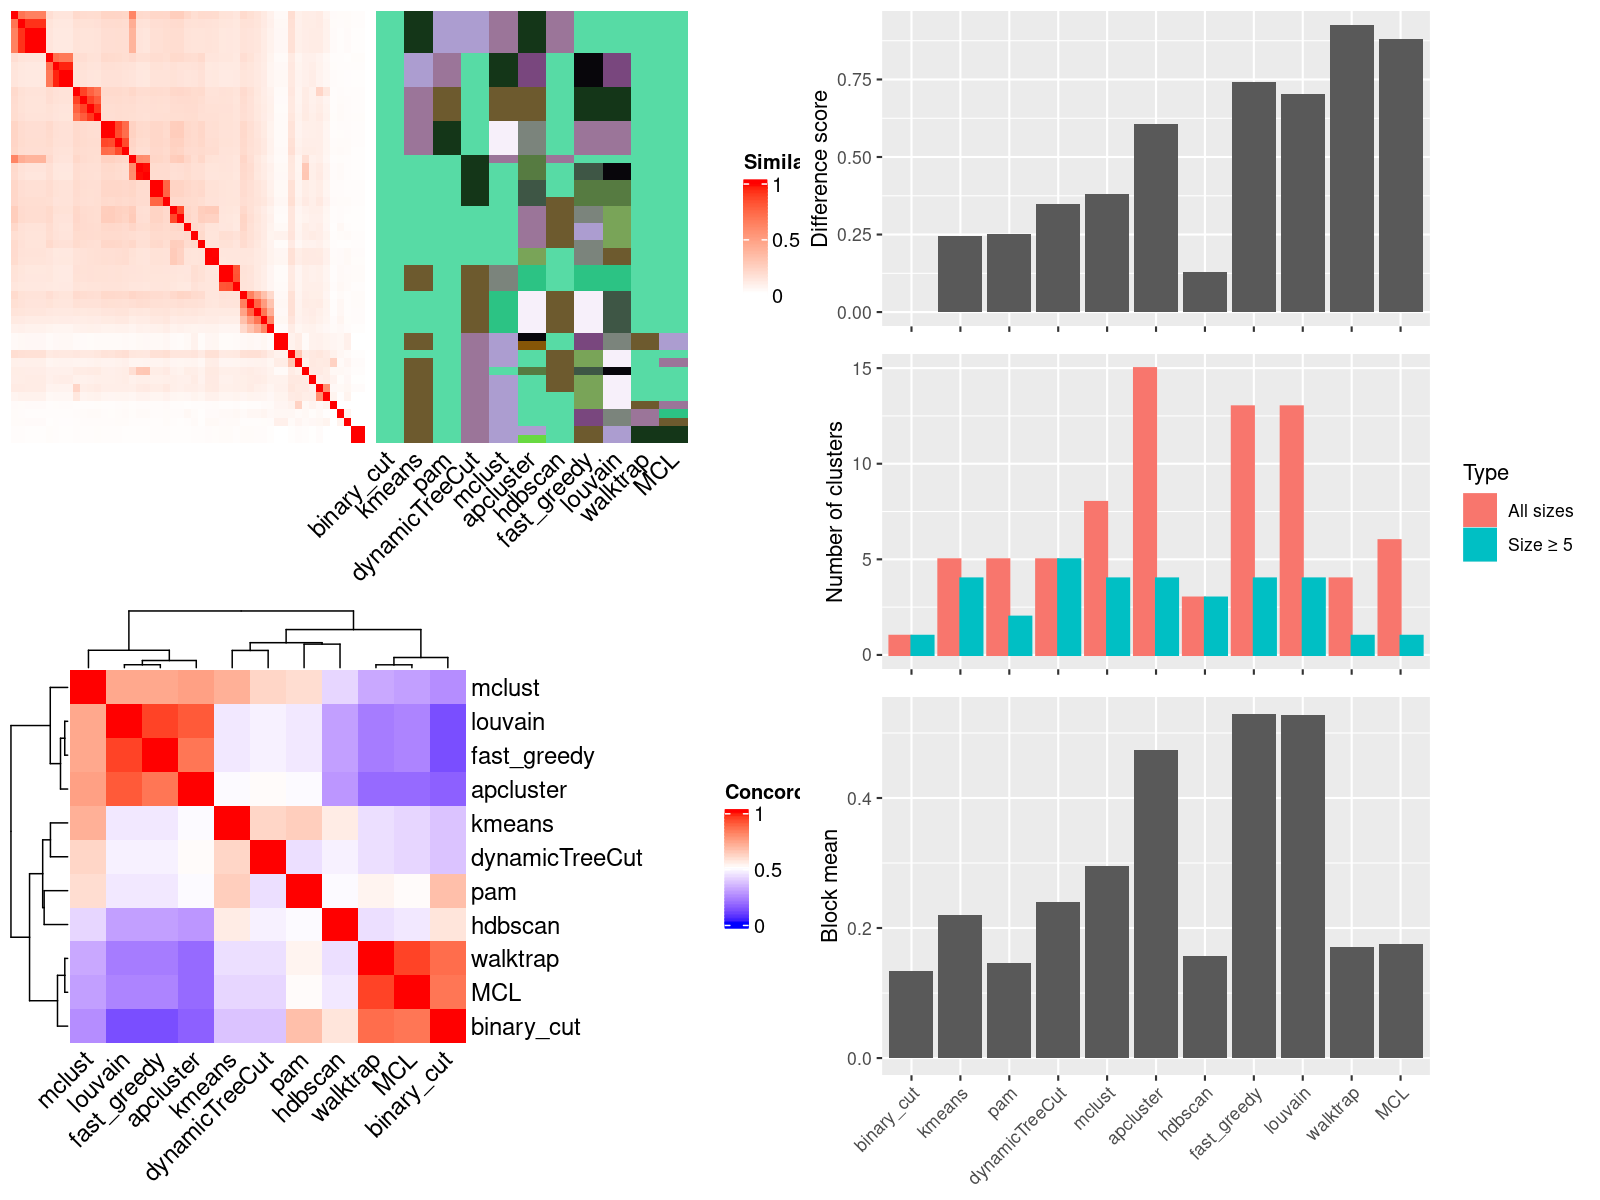 Simila
1
0.5
0
binary_cut
kmeans
pam
dynamicTreeCut
mclust
apcluster
hdbscan
fast_greedy
louvain
walktrap
MCL
Difference score
0.75
0.50
0.25
0.00
Number of clusters
15
10
5
0
Type
All sizes
Size ≥ 5
mclust
louvain
fast_greedy
apcluster
kmeans
dynamicTreeCut
pam
hdbscan
walktrap
MCL
binary_cut
mclust
louvain
fast_greedy
apcluster
kmeans
dynamicTreeCut
pam
hdbscan
walktrap
MCL
binary_cut
Concord
1
0.5
0
Block mean
0.4
0.2
0.0
binary_cut
kmeans
pam
dynamicTreeCut
mclust
apcluster
hdbscan
fast_greedy
louvain
walktrap
MCL